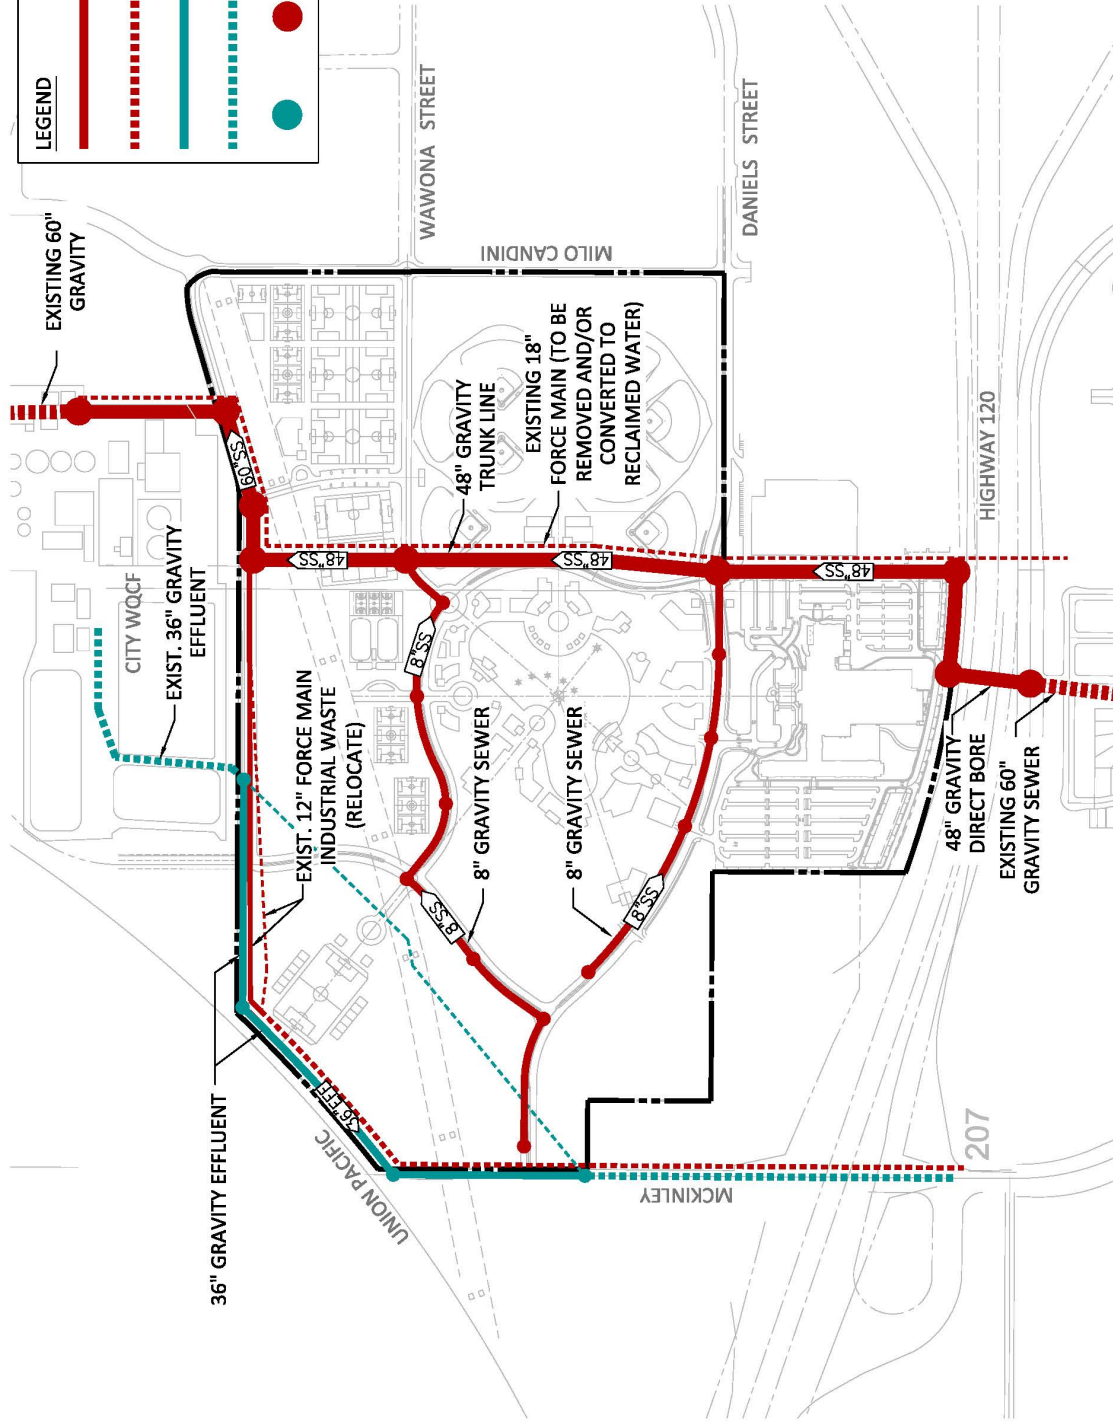 LEGEND
EXISTING 60"
GRAVITY
WAWONA STREET
DANIELS STREET
MILO CANDINI
CITY WQCF
EXIST. 36" GRAVITY
EFFLUENT
60"SS
48" GRAVITY
TRUNK LINE
EXISTING 18"
FORCE MAIN (TO BE
REMOVED AND/OR
CONVERTED TO
RECLAIMED WATER)
HIGHWAY 120
48"SS
48"SS
48"SS
8"SS
EXIST. 12" FORCE MAIN
INDUSTRIAL WASTE
(RELOCATE)
8" GRAVITY SEWER
8" GRAVITY SEWER
48" GRAVITY
DIRECT BORE
EXISTING 60"
GRAVITY SEWER
8"SS
8"SS
36" GRAVITY EFFLUENT
36"EFF
UNION PACIFIC
MCKINLEY
207